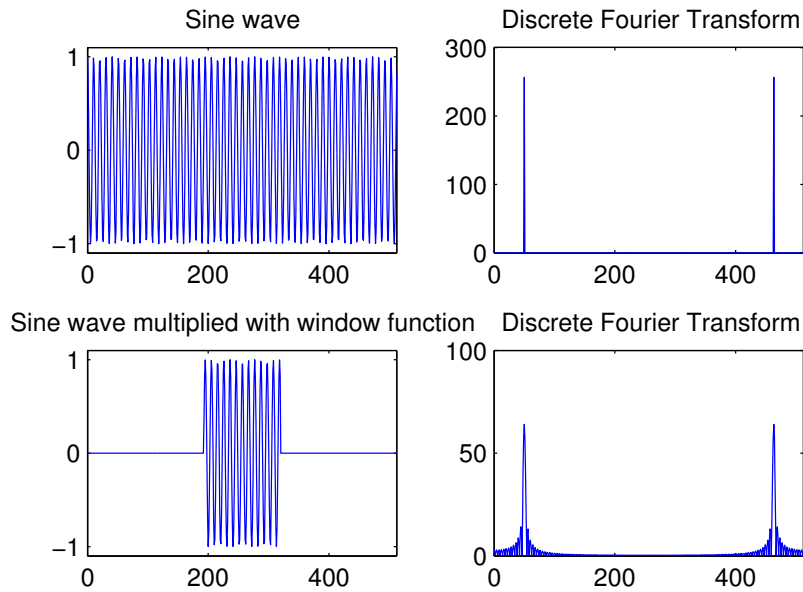 Sine wave
1
0
−1
0 200 400
Discrete Fourier Transform
300
200
100
0
0 200 400
Sine wave multiplied with window function
1
0
−1
0 200 400
Discrete Fourier Transform
100
50
0
0 200 400